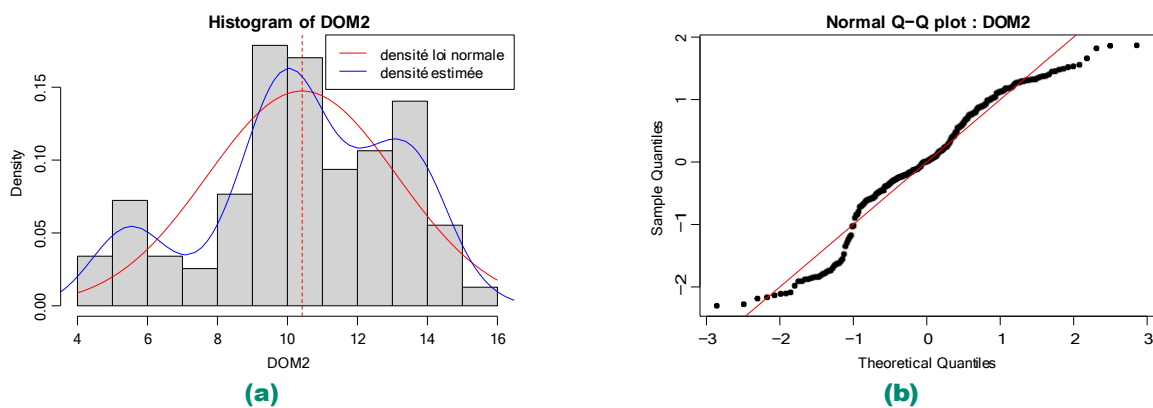 Histogram of DOM2
densité loi normale
densité estimée
Density
0.00
0.05
0.10
0.15
4 6 8 10 12 14 16
DOM2
(a)
Normal Q−Q plot : DOM2
Sample Quantiles
−2
−1
0
1
2
−3 −2 −1 0 1 2 3
Theoretical Quantiles
(b)